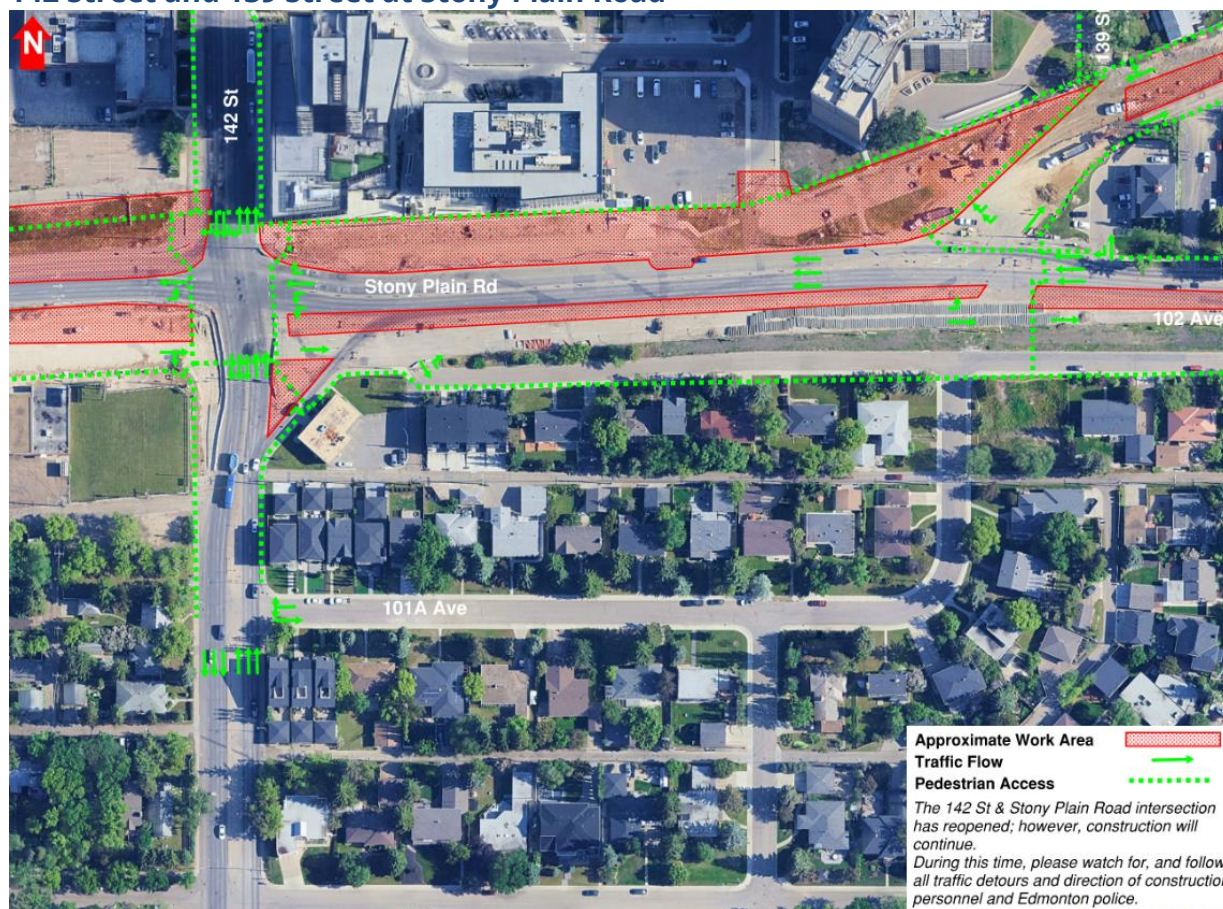 142 Street and 139 Street at Stony Plain Road
N
142 St
139 St
Stony Plain Rd
102 Ave
101A Ave
Approximate Work Area
Traffic Flow
Pedestrian Access
The 142 St & Stony Plain Road intersection
has reopened; however, construction will
continue.
During this time, please watch for, and follow
all traffic detours and direction of construction
personnel and Edmonton police.